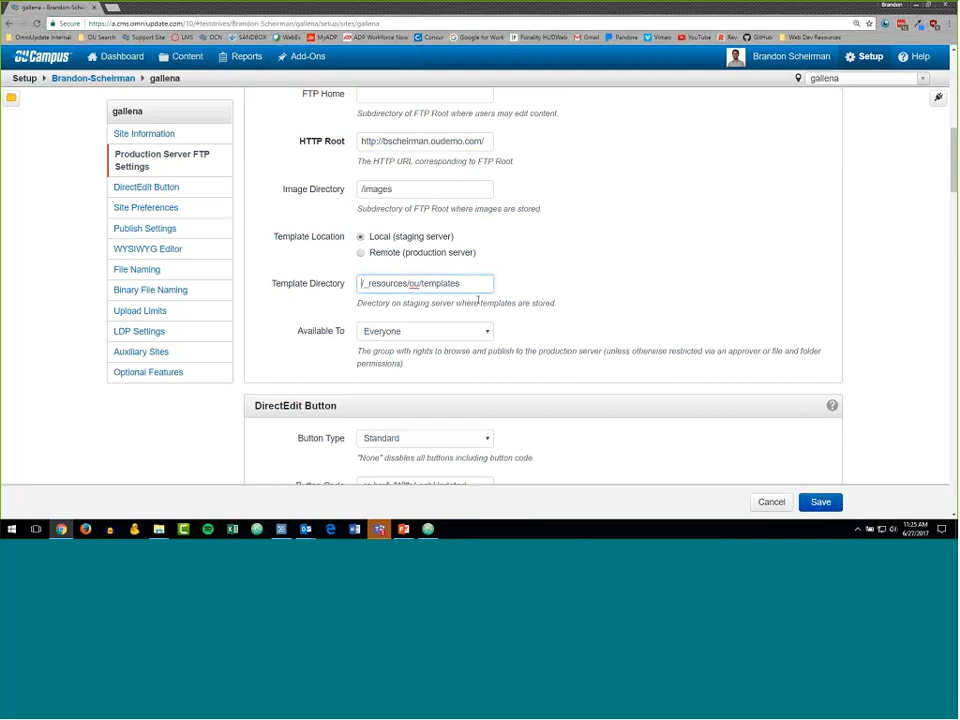 gallena – Brandon-Scheir
Brandon
Secure
https://a.cms.omniupdate.com/10/#testdrives/Brandon-Scheirman/gallena/setup/sites/gallena
OmniUpdate Internal OU Search Support Site LMS OCN SANDBOX WebEx MyADP ADP Workforce Now Concur Google for Work Fonality HUDWeb Gmail Pandora Vimeo YouTube Rev GitHub Web Dev Resources
OU Campus Dashboard Content Reports Add-Ons Brandon Scheirman Setup Help
Setup Brandon-Scheirman gallena gallena
gallena
Site Information
Production Server FTP
Settings
DirectEdit Button
Site Preferences
Publish Settings
WYSIWYG Editor
File Naming
Binary File Naming
Upload Limits
LDP Settings
Auxiliary Sites
Optional Features
FTP Home
Subdirectory of FTP Root where users may edit content.
HTTP Root http://bscheirman.oudemo.com/
The HTTP URL corresponding to FTP Root.
Image Directory /images
Subdirectory of FTP Root where images are stored.
Template Location Local (staging server)
Remote (production server)
Template Directory /_resources/ou/templates
Directory on staging server where templates are stored.
Available To Everyone
The group with rights to browse and publish to the production server (unless otherwise restricted via an approver or file and folder
permissions).
DirectEdit Button
Button Type Standard
"None" disables all buttons including button code.
Cancel Save
11:25 AM
6/27/2017